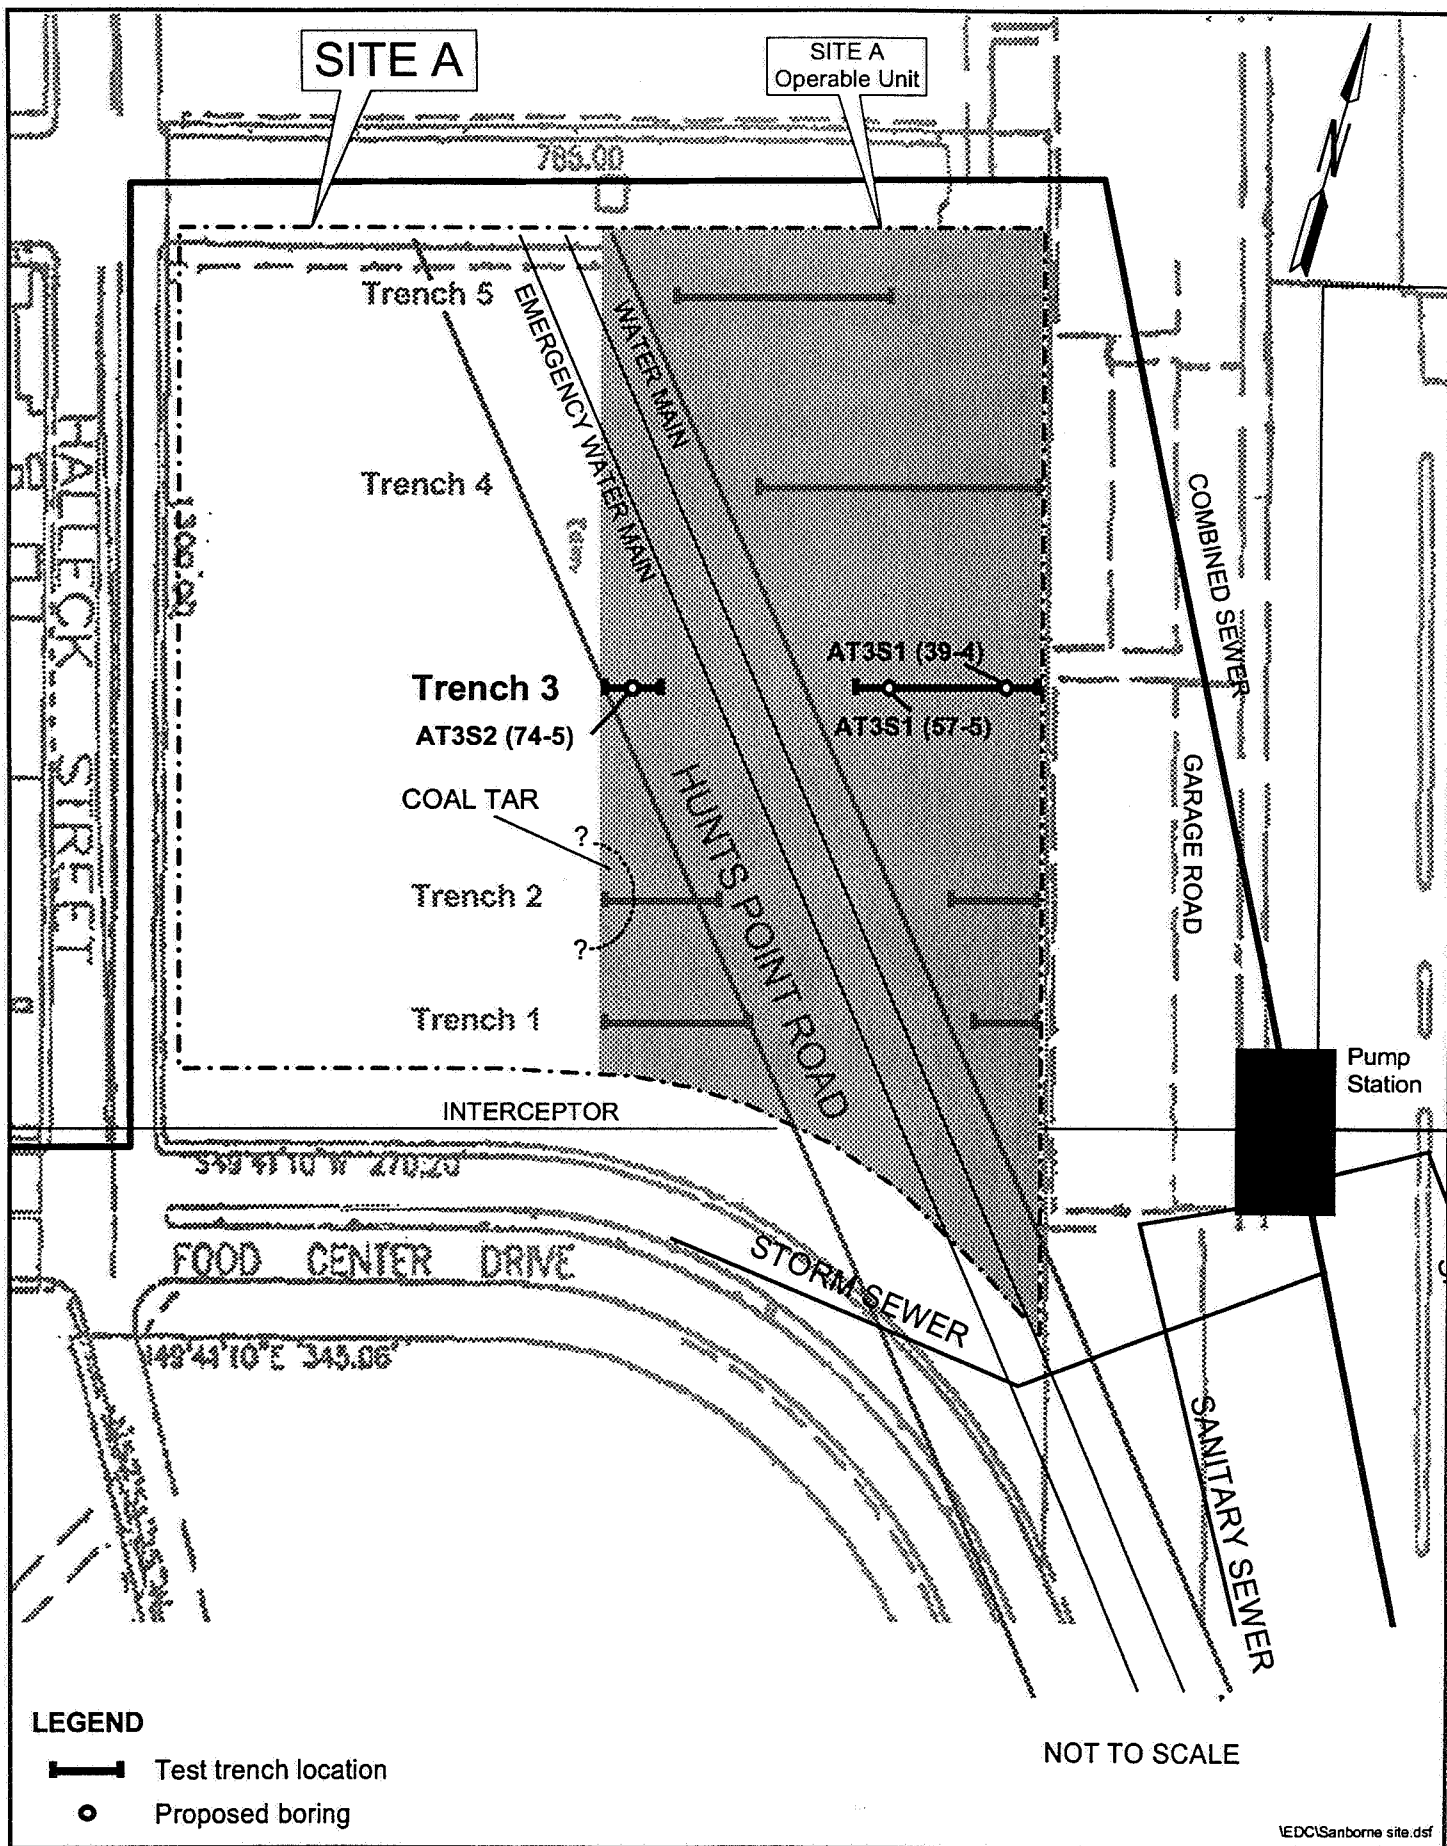 SITE A
SITE A
Operable Unit
N
785.00
Trench 5
EMERGENCY WATER MAIN
WATER MAIN
Trench 4
HALLECK STREET
1300.00
COMBINED SEWER
AT3S1 (39-4)
Trench 3
AT3S2 (74-5)
AT3S1 (57-5)
COAL TAR
?
HUNTS POINT ROAD
GARAGE ROAD
Trench 2
?
Trench 1
Pump
Station
INTERCEPTOR
FOOD CENTER DRIVE
STORM SEWER
SANITARY SEWER
LEGEND
Test trench location
Proposed boring
NOT TO SCALE
\EDC\Sanborne site.dsf